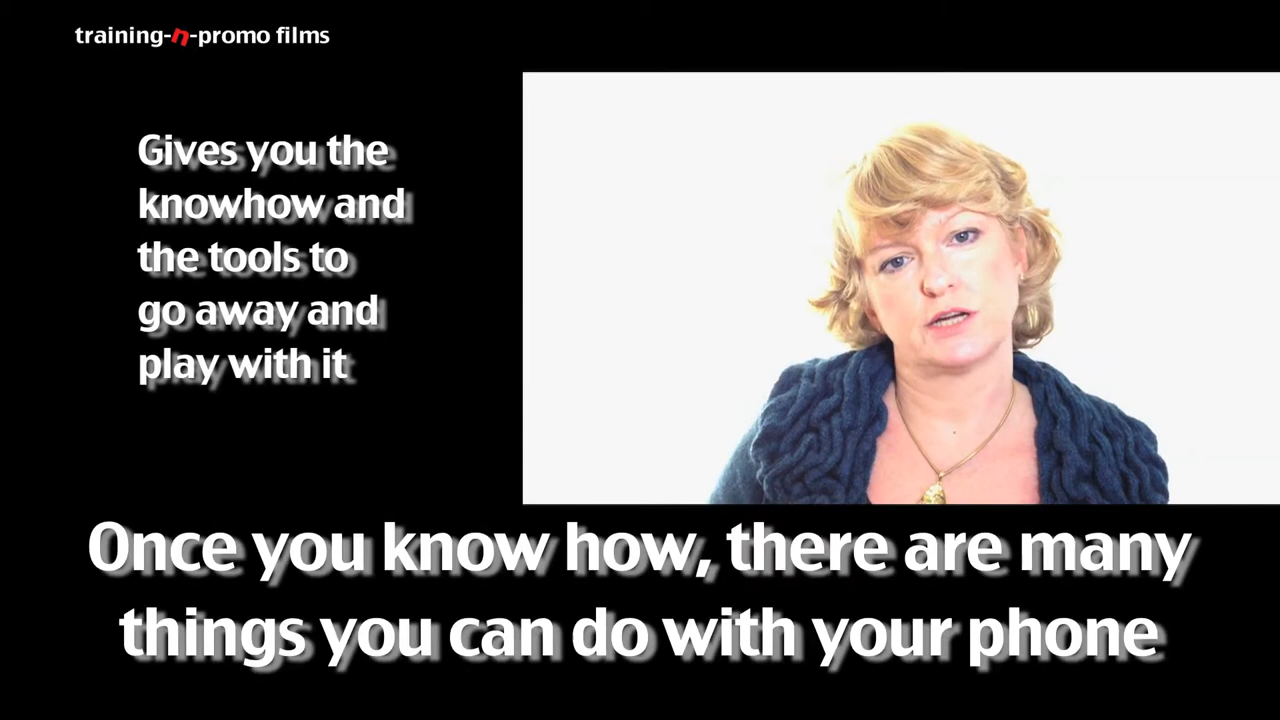 training-n-promo films
Gives you the
knowhow and
the tools to
go away and
play with it
Once you know how, there are many
things you can do with your phone